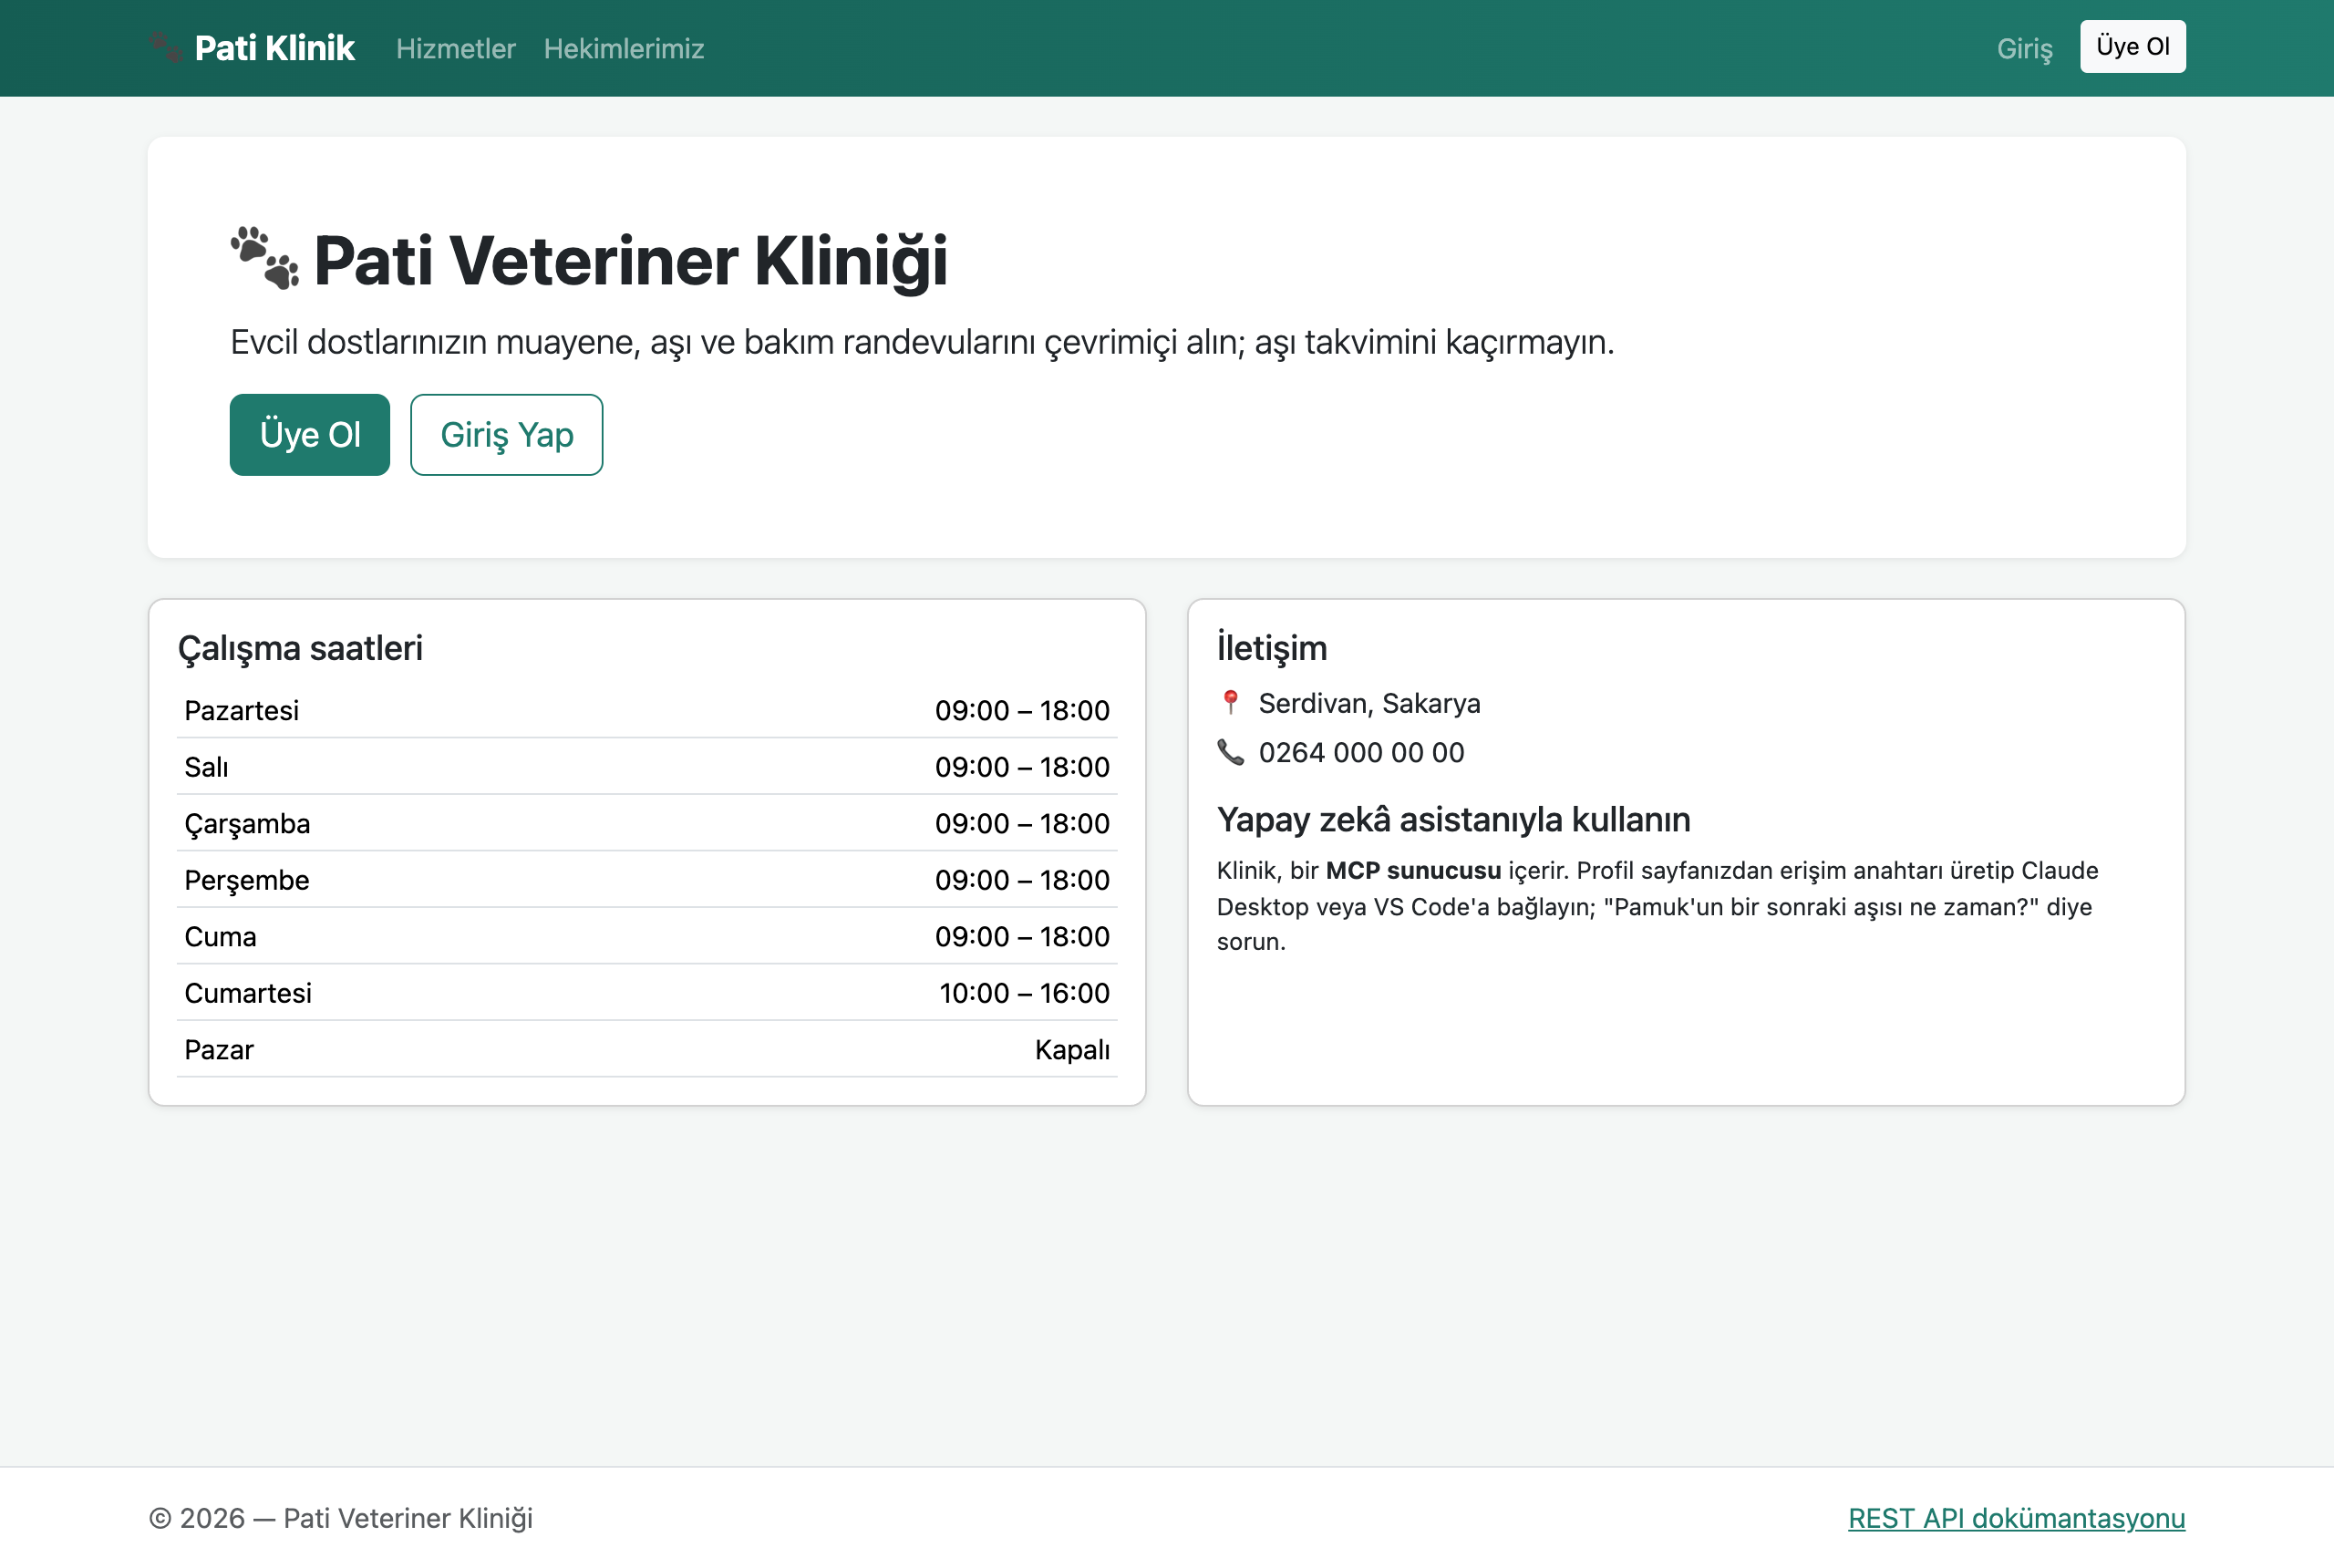 Pati Klinik Hizmetler Hekimlerimiz Giriş Üye Ol
Pati Veteriner Kliniği
Evcil dostlarınızın muayene, aşı ve bakım randevularını çevrimiçi alın; aşı takvimini kaçırmayın.
Üye Ol Giriş Yap
Çalışma saatleri
Pazartesi 09:00 – 18:00
Salı 09:00 – 18:00
Çarşamba 09:00 – 18:00
Perşembe 09:00 – 18:00
Cuma 09:00 – 18:00
Cumartesi 10:00 – 16:00
Pazar Kapalı
İletişim
Serdivan, Sakarya
0264 000 00 00
Yapay zekâ asistanıyla kullanın
Klinik, bir MCP sunucusu içerir. Profil sayfanızdan erişim anahtarı üretip Claude
Desktop veya VS Code'a bağlayın; "Pamuk'un bir sonraki aşısı ne zaman?" diye
sorun.
© 2026 — Pati Veteriner Kliniği REST API dokümantasyonu